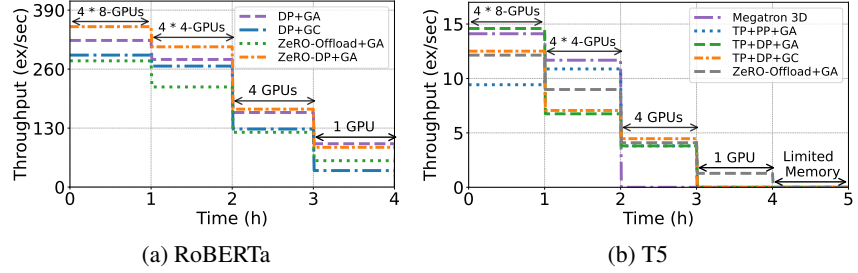 390
260
130
0
Throughput (ex/sec)
4 * 8-GPUs
4 * 4-GPUs
4 GPUs
1 GPU
DP+GA
DP+GC
ZeRO-Offload+GA
ZeRO-DP+GA
0 1 2 3 4
Time (h)
(a) RoBERTa
15
10
5
0
Throughput (ex/sec)
4 * 8-GPUs
4 * 4-GPUs
4 GPUs
1 GPU
Limited
Memory
Megatron 3D
TP+PP+GA
TP+DP+GA
TP+DP+GC
ZeRO-Offload+GA
0 1 2 3 4 5
Time (h)
(b) T5